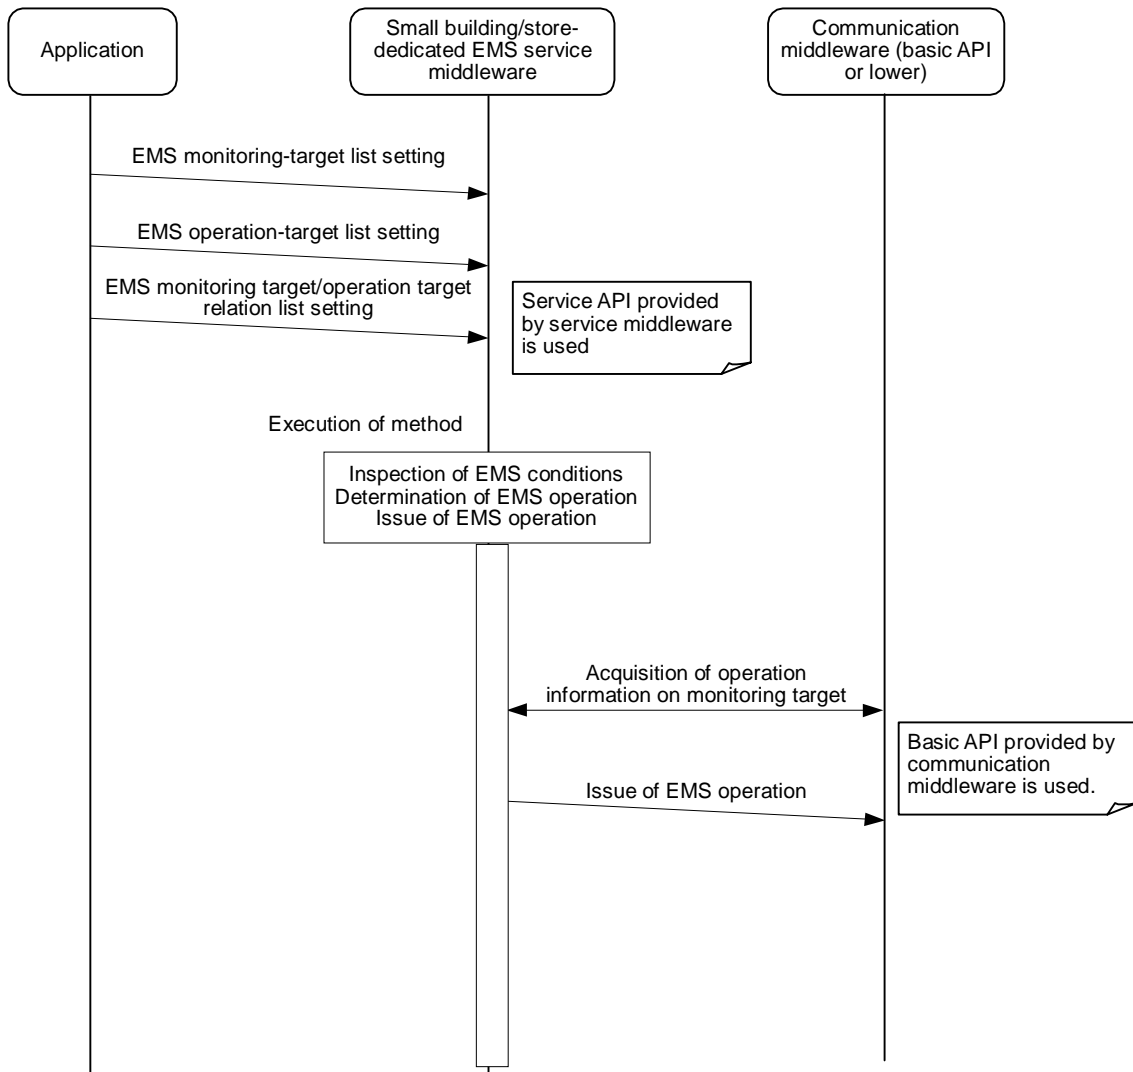 Application
Small building/store-
dedicated EMS service
middleware
Communication
middleware (basic API
or lower)
EMS monitoring-target list setting
EMS operation-target list setting
EMS monitoring target/operation target
relation list setting
Service API provided
by service middleware
is used
Execution of method
Inspection of EMS conditions
Determination of EMS operation
Issue of EMS operation
Acquisition of operation
information on monitoring target
Basic API provided by
communication
middleware is used.
Issue of EMS operation